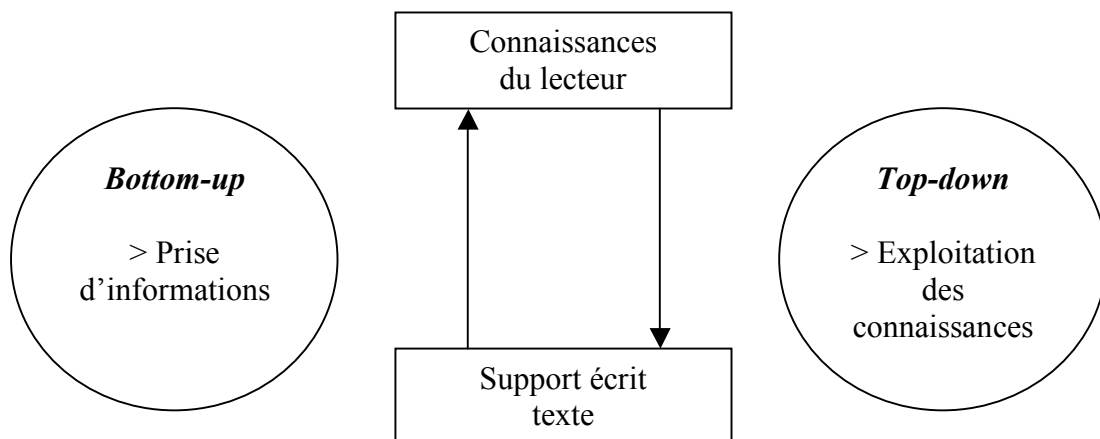 Connaissances
du lecteur
Bottom-up
> Prise
d’informations
Top-down
> Exploitation
des
connaissances
Support écrit
texte